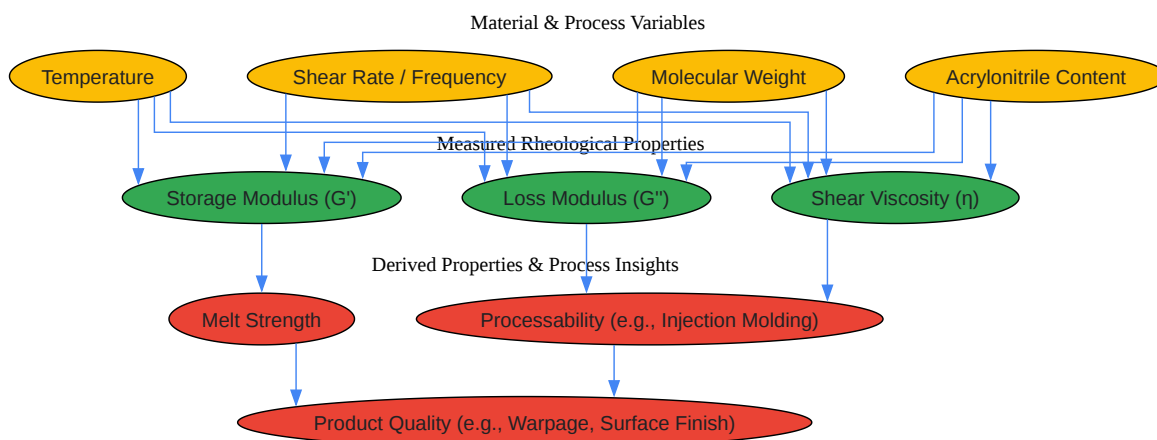 Material & Process Variables
Temperature
Shear Rate / Frequency
Molecular Weight
Acrylonitrile Content
Measured Rheological Properties
Storage Modulus (G')
Loss Modulus (G'')
Shear Viscosity (η)
Derived Properties & Process Insights
Melt Strength
Processability (e.g., Injection Molding)
Product Quality (e.g., Warpage, Surface Finish)